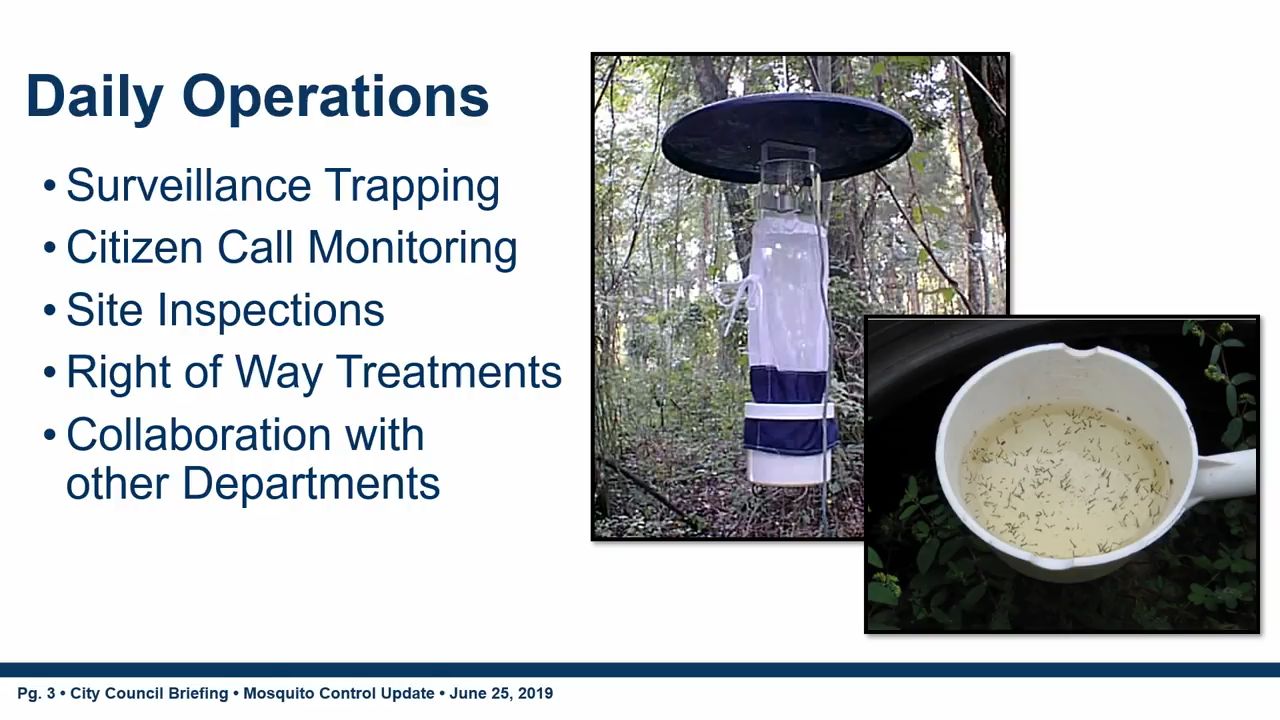 Daily Operations
• Surveillance Trapping
• Citizen Call Monitoring
• Site Inspections
• Right of Way Treatments
• Collaboration with
other Departments
Pg. 3 • City Council Briefing • Mosquito Control Update • June 25, 2019